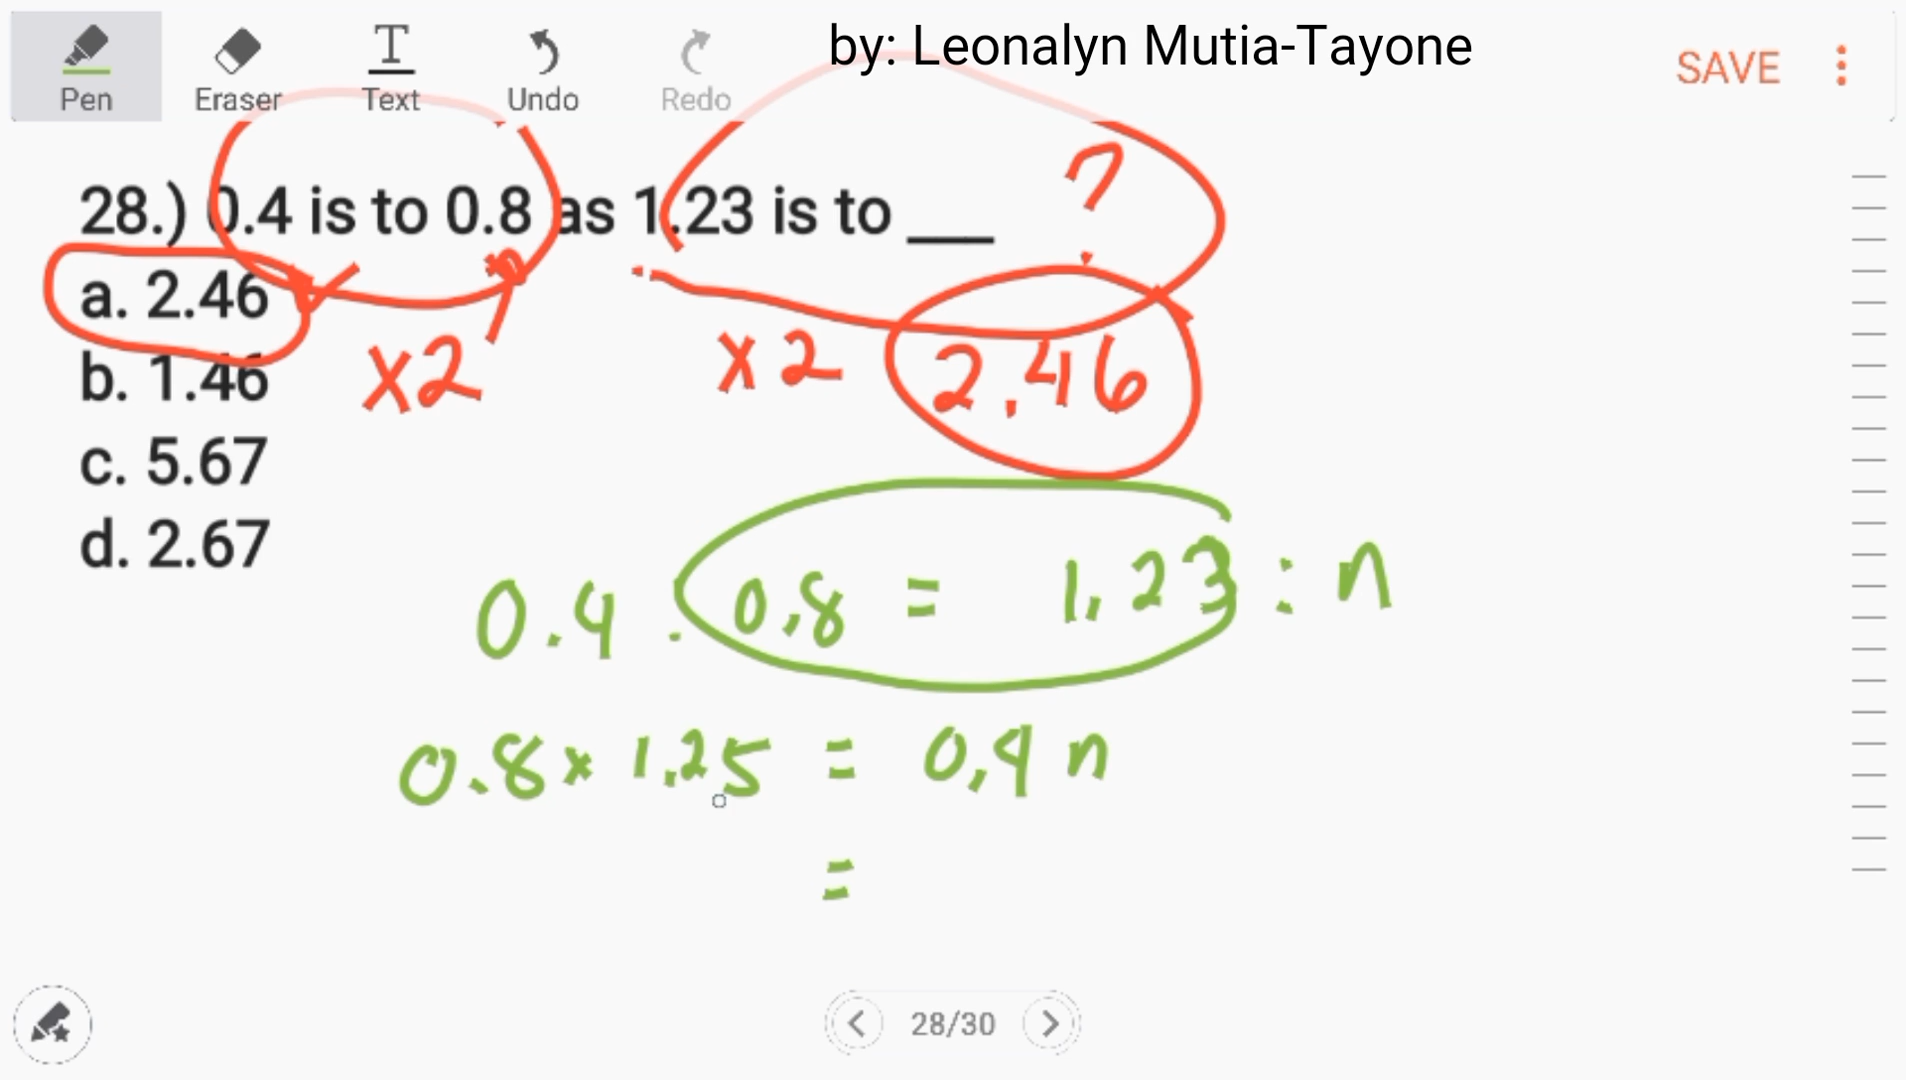 by: Leonalyn Mutia-Tayone
Pen Eraser Text Undo Redo SAVE
28.) 0.4 is to 0.8 as 1.23 is to ___ ?
a. 2.46
b. 1.46
c. 5.67
d. 2.67
x2 x2 2.46
0.4 : 0.8 = 1.23 : n
0.8 x 1.25 = 0.4 n
=
28/30